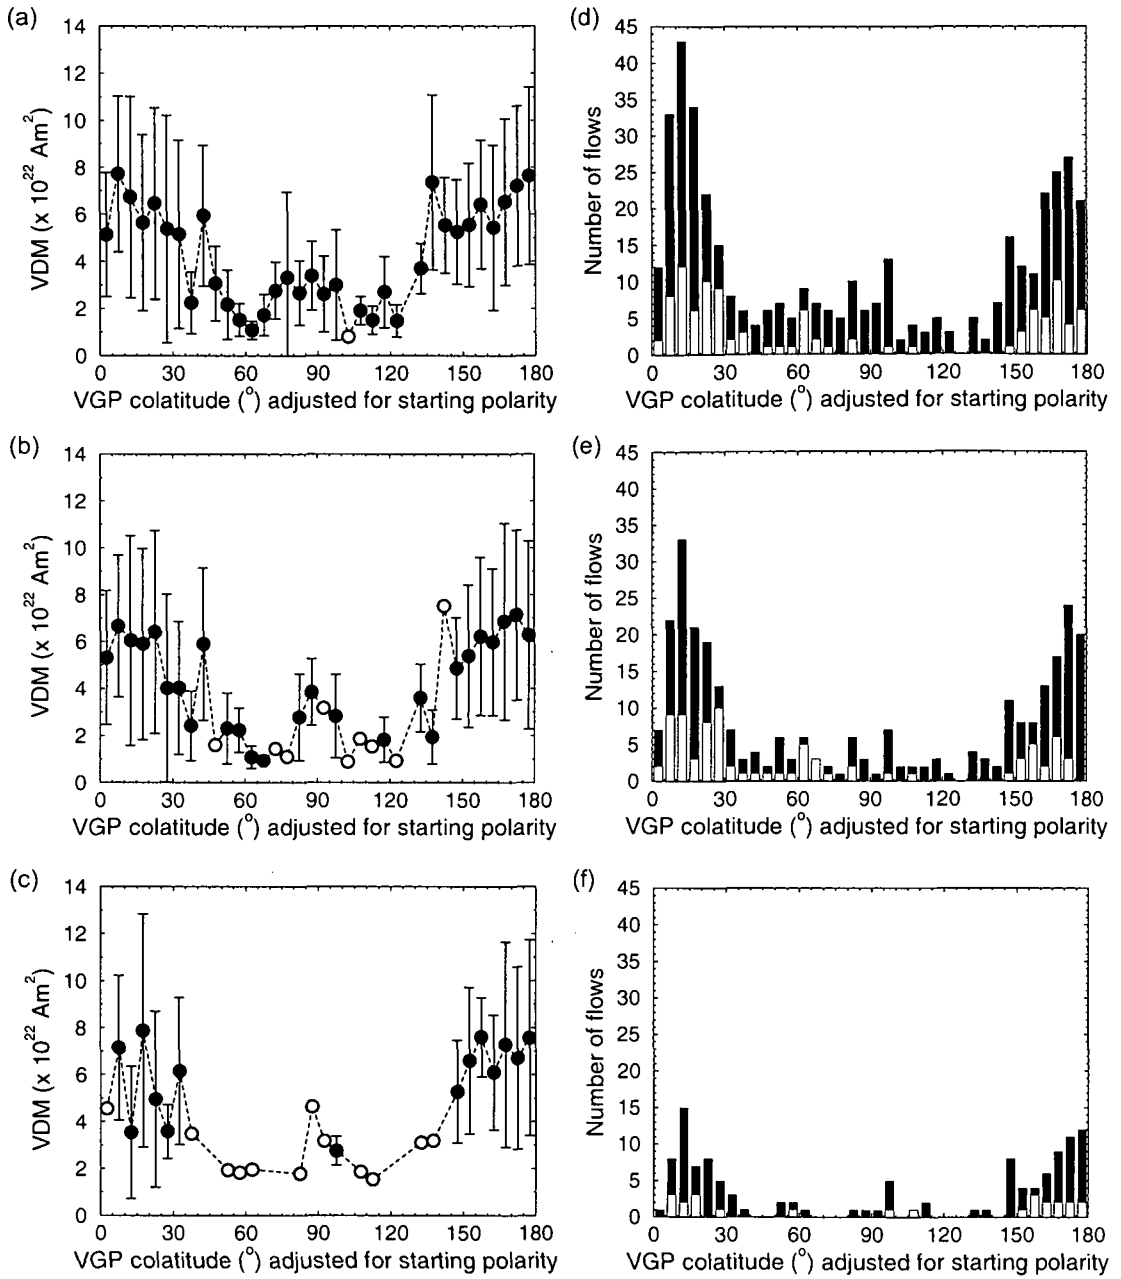 (a)
14
12
10
8
6
4
2
0
VDM (x 10²² Am²)
0 30 60 90 120 150 180
VGP colatitude (°) adjusted for starting polarity
(d)
45
40
35
30
25
20
15
10
5
0
Number of flows
0 30 60 90 120 150 180
VGP colatitude (°) adjusted for starting polarity
(b)
14
12
10
8
6
4
2
0
VDM (x 10²² Am²)
0 30 60 90 120 150 180
VGP colatitude (°) adjusted for starting polarity
(e)
45
40
35
30
25
20
15
10
5
0
Number of flows
0 30 60 90 120 150 180
VGP colatitude (°) adjusted for starting polarity
(c)
14
12
10
8
6
4
2
0
VDM (x 10²² Am²)
0 30 60 90 120 150 180
VGP colatitude (°) adjusted for starting polarity
(f)
45
40
35
30
25
20
15
10
5
0
Number of flows
0 30 60 90 120 150 180
VGP colatitude (°) adjusted for starting polarity